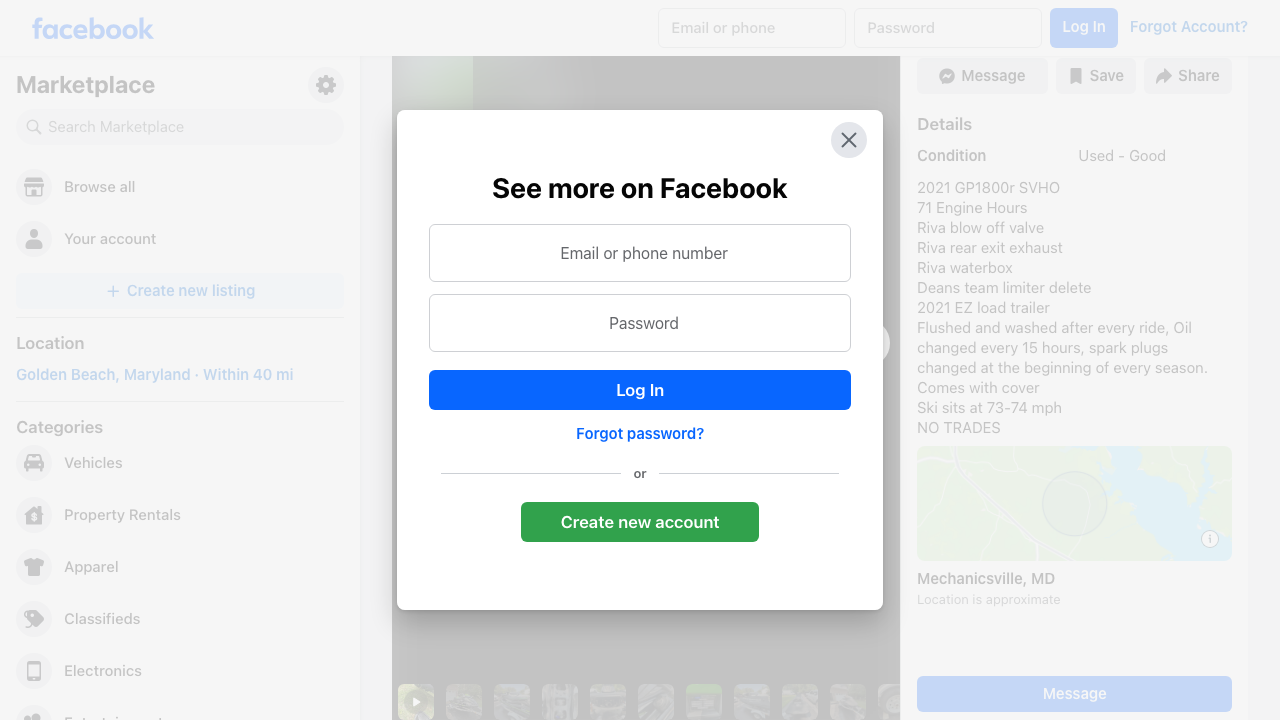 facebook
Email or phone
Password
Log In
Forgot Account?
Marketplace
Search Marketplace
Browse all
Your account
Create new listing
Location
Golden Beach, Maryland · Within 40 mi
Categories
Vehicles
Property Rentals
Apparel
Classifieds
Electronics
See more on Facebook
Email or phone number
Password
Log In
Forgot password?
or
Create new account
Message
Save
Share
Details
Condition
Used - Good
2021 GP1800r SVHO
71 Engine Hours
Riva blow off valve
Riva rear exit exhaust
Riva waterbox
Deans team limiter delete
2021 EZ load trailer
Flushed and washed after every ride, Oil
changed every 15 hours, spark plugs
changed at the beginning of every season.
Comes with cover
Ski sits at 73-74 mph
NO TRADES
Mechanicsville, MD
Location is approximate
Message